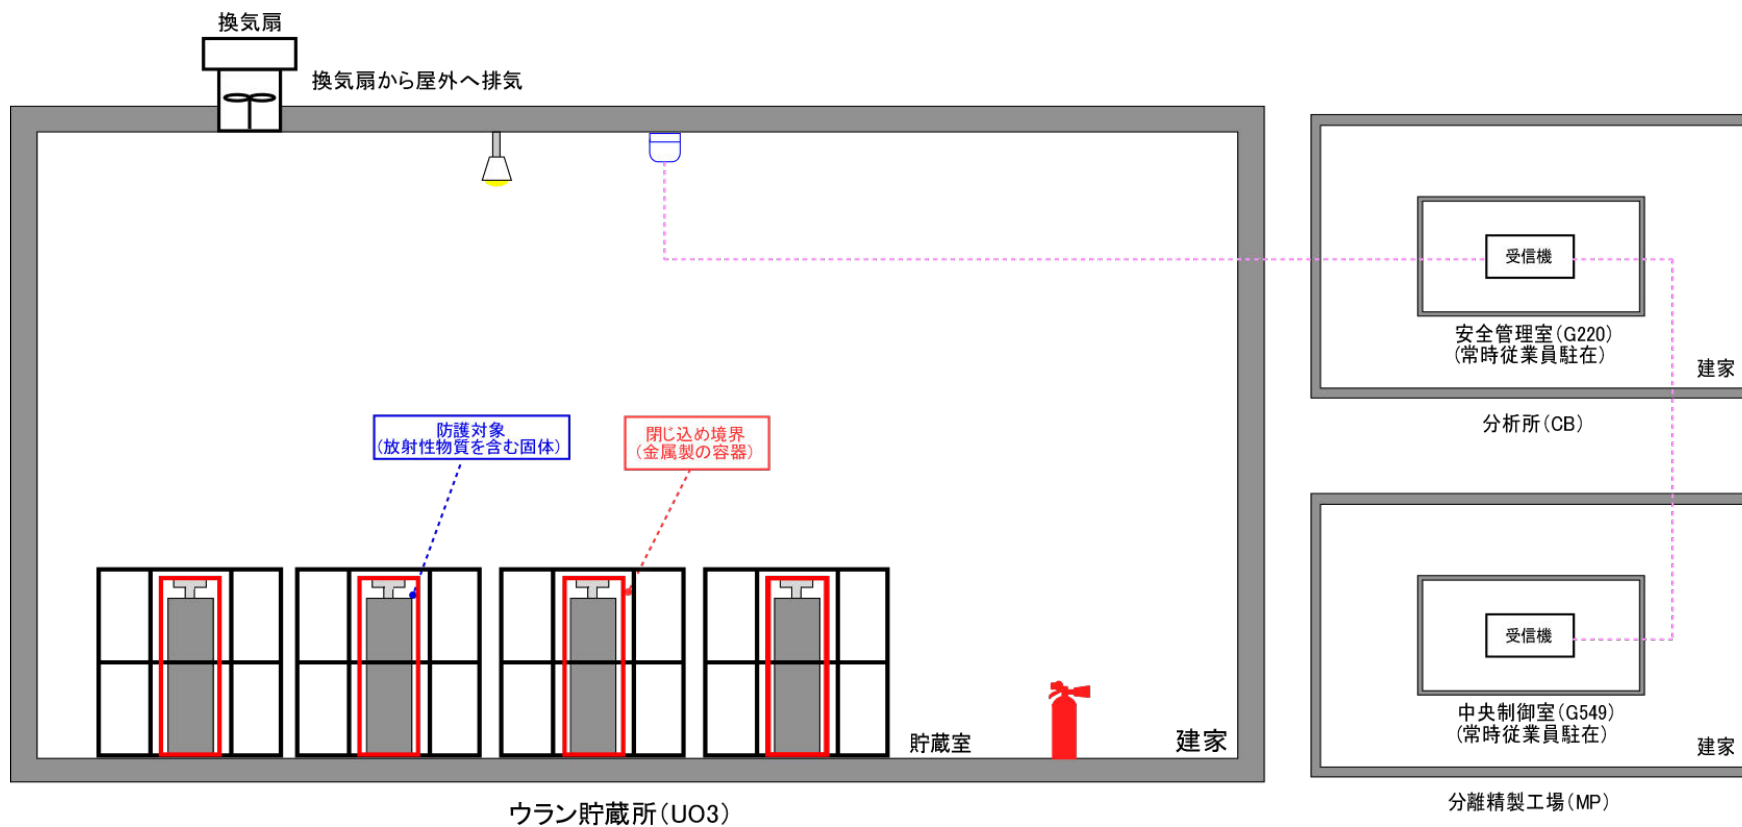 換気扇
換気扇から屋外へ排気
受信機
安全管理室(G220)
(常時従業員駐在)
建家
分析所(CB)
防護対象
(放射性物質を含む固体)
閉じ込め境界
(金属製の容器)
受信機
中央制御室(G549)
(常時従業員駐在)
建家
分離精製工場(MP)
貯蔵室
建家
ウラン貯蔵所(UO3)